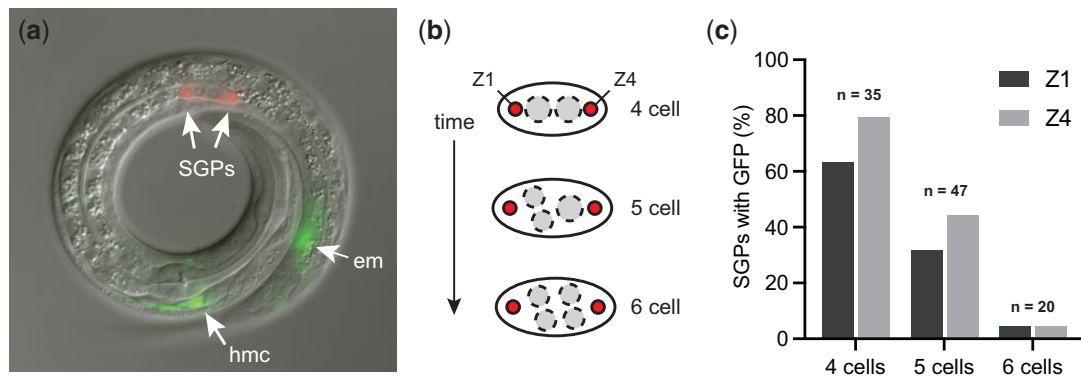 (a)
SGPs
em
hmc
(b)
Z1
Z4
4 cell
time
5 cell
6 cell
(c)
100
80
60
40
20
0
SGPs with GFP (%)
Z1
Z4
n = 35
n = 47
n = 20
4 cells
5 cells
6 cells